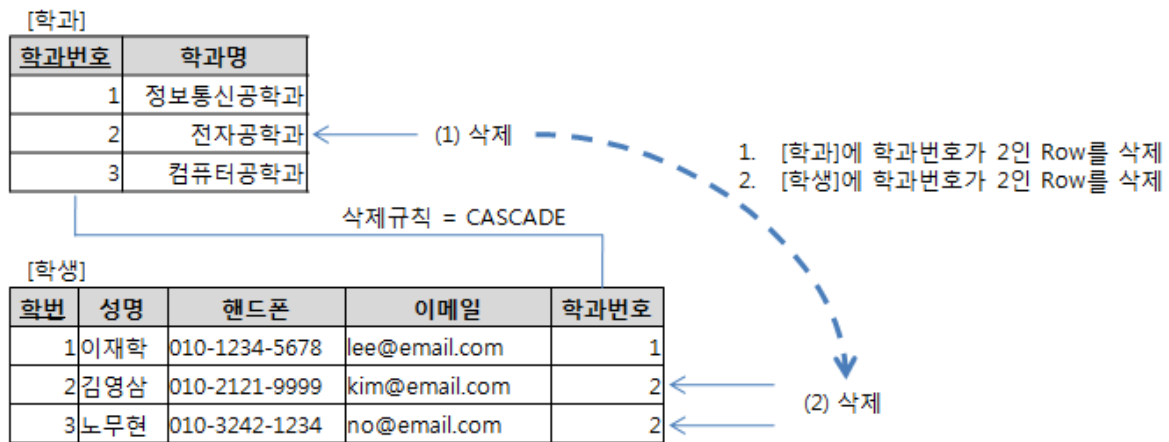 [학과]
학과번호 학과명
1 정보통신공학과
2 전자공학과
3 컴퓨터공학과
(1) 삭제
1. [학과]에 학과번호가 2인 Row를 삭제
2. [학생]에 학과번호가 2인 Row를 삭제
삭제규칙 = CASCADE
[학생]
학번 성명 핸드폰 이메일 학과번호
1 이재학 010-1234-5678 lee@email.com 1
2 김영삼 010-2121-9999 kim@email.com 2
3 노무현 010-3242-1234 no@email.com 2
(2) 삭제